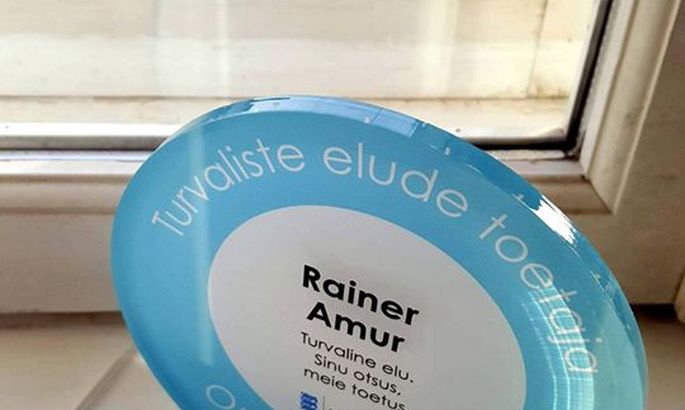 Turvaliste elude toetaja
Rainer
Amur
Turvaline elu.
Sinu otsus,
meie toetus